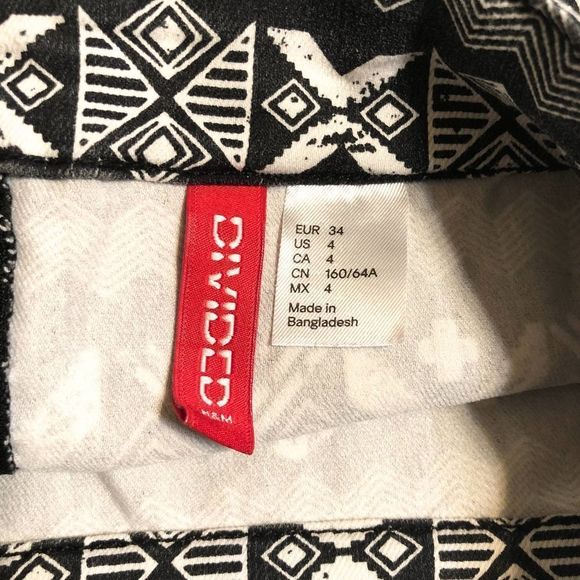 DIVIDED
H&M
EUR 34
US 4
CA 4
CN 160/64A
MX 4
Made in
Bangladesh